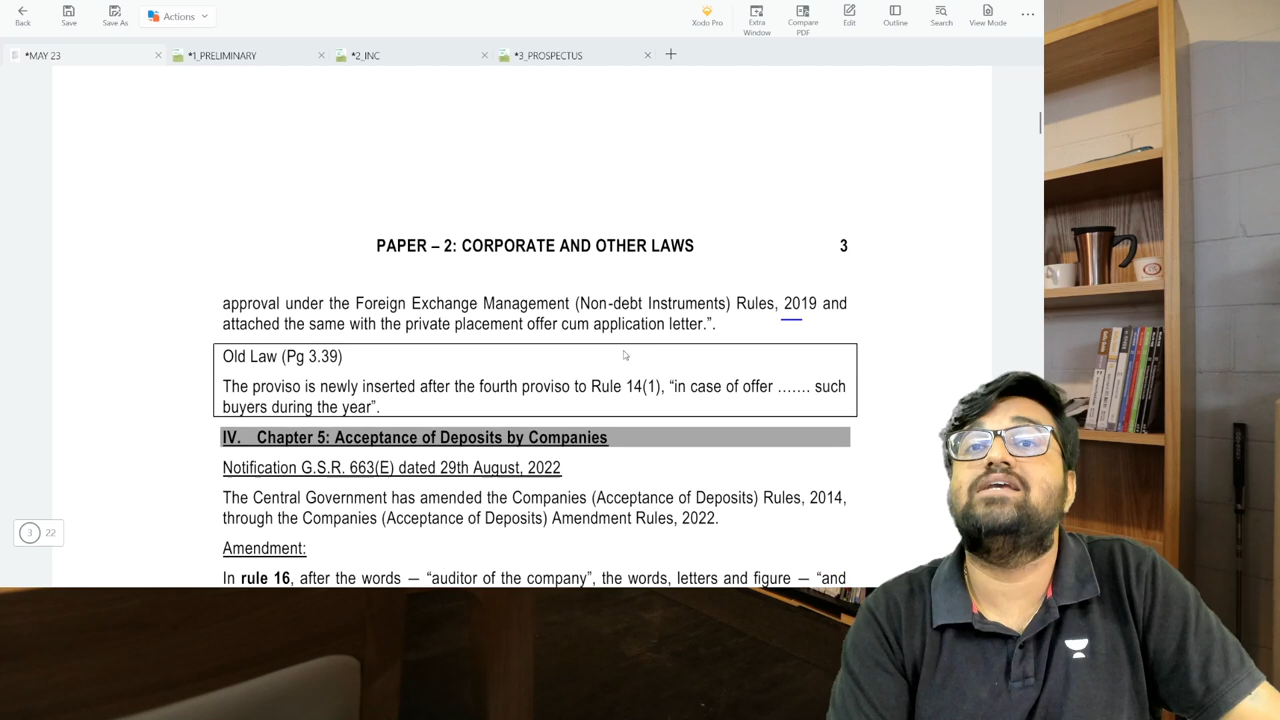 Back
Save
Save As
Actions
Xodo Pro
Extra Window
Compare PDF
Edit
Outline
Search
View Mode
*MAY 23
*1_PRELIMINARY
*2_INC
*3_PROSPECTUS
PAPER – 2: CORPORATE AND OTHER LAWS 3
approval under the Foreign Exchange Management (Non-debt Instruments) Rules, 2019 and
attached the same with the private placement offer cum application letter.”.
Old Law (Pg 3.39)
The proviso is newly inserted after the fourth proviso to Rule 14(1), “in case of offer ……. such
buyers during the year”.
IV. Chapter 5: Acceptance of Deposits by Companies
Notification G.S.R. 663(E) dated 29th August, 2022
The Central Government has amended the Companies (Acceptance of Deposits) Rules, 2014,
through the Companies (Acceptance of Deposits) Amendment Rules, 2022.
Amendment:
In rule 16, after the words — “auditor of the company”, the words, letters and figure — “and
3 22